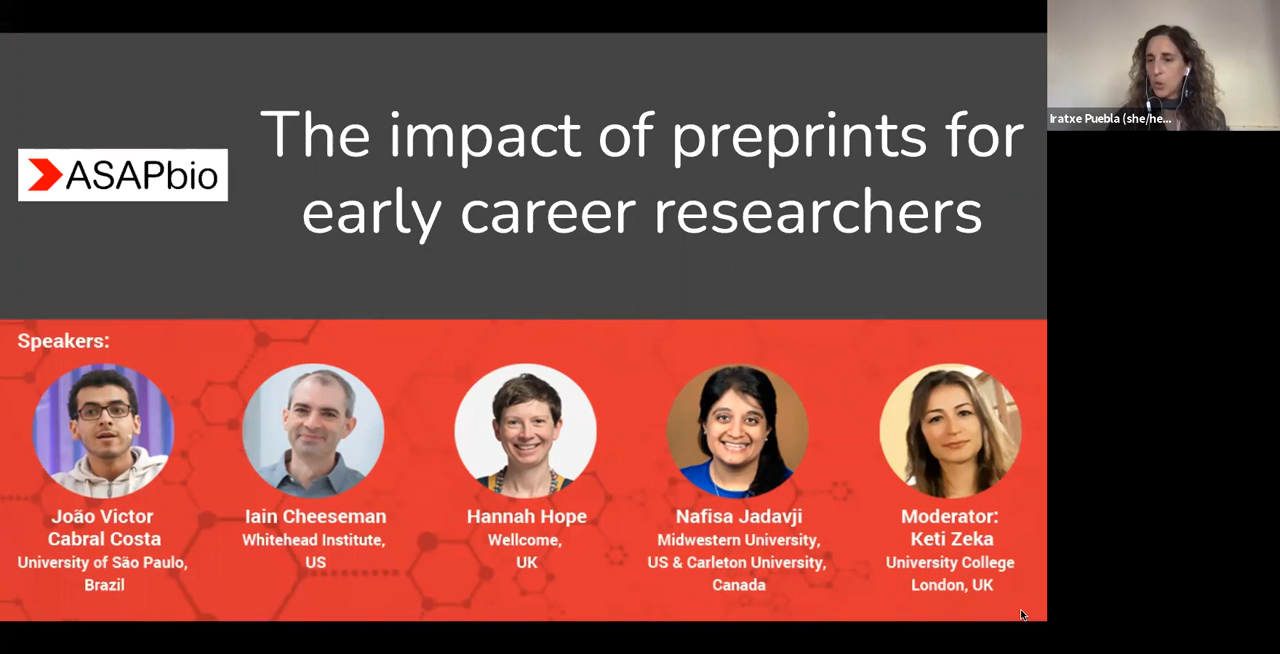 The impact of preprints for
early career researchers
ASAPbio
Iratxe Puebla (she/he...
Speakers:
João Victor
Cabral Costa
University of São Paulo,
Brazil
Iain Cheeseman
Whitehead Institute,
US
Hannah Hope
Wellcome,
UK
Nafisa Jadavji
Midwestern University,
US & Carleton University,
Canada
Moderator:
Keti Zeka
University College
London, UK